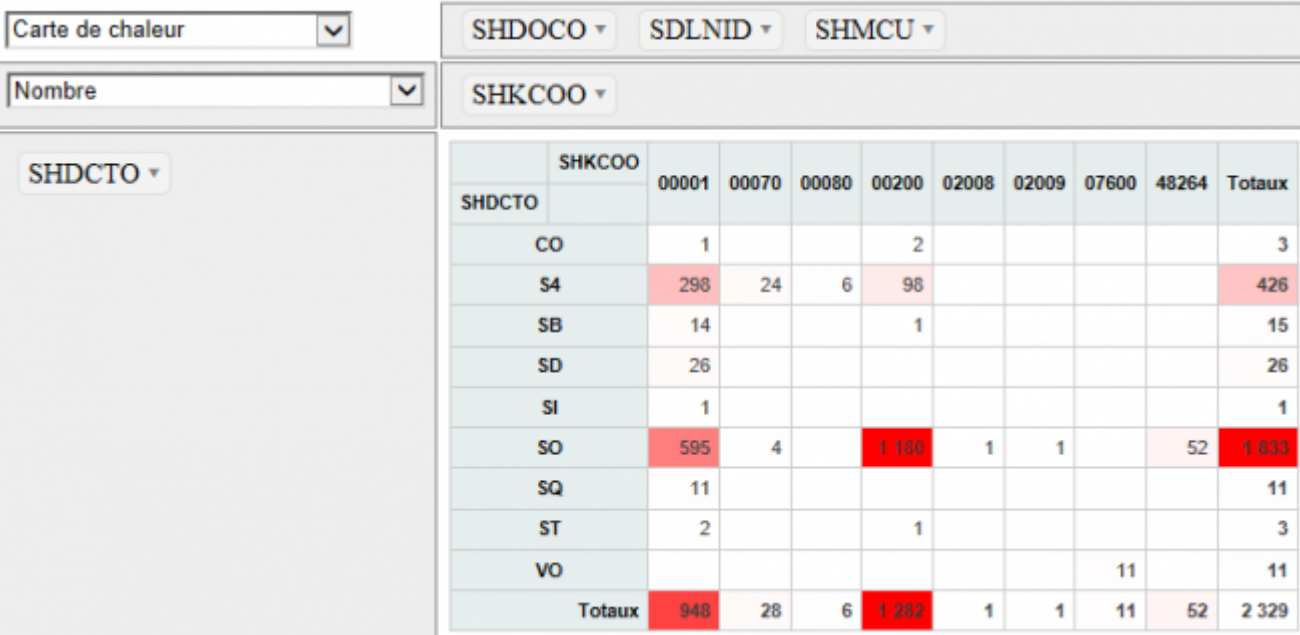 Carte de chaleur
SHDOCO SDLNID SHMCU
Nombre
SHKCOO
SHDCTO
SHKCOO
00001 00070 00080 00200 02008 02009 07600 48264 Totaux
SHDCTO
CO 1 2 3
S4 298 24 6 98 426
SB 14 1 15
SD 26 26
SI 1 1
SO 595 4 1 180 1 1 52 1 833
SQ 11 11
ST 2 1 3
VO 11 11
Totaux 948 28 6 1 282 1 1 11 52 2 329